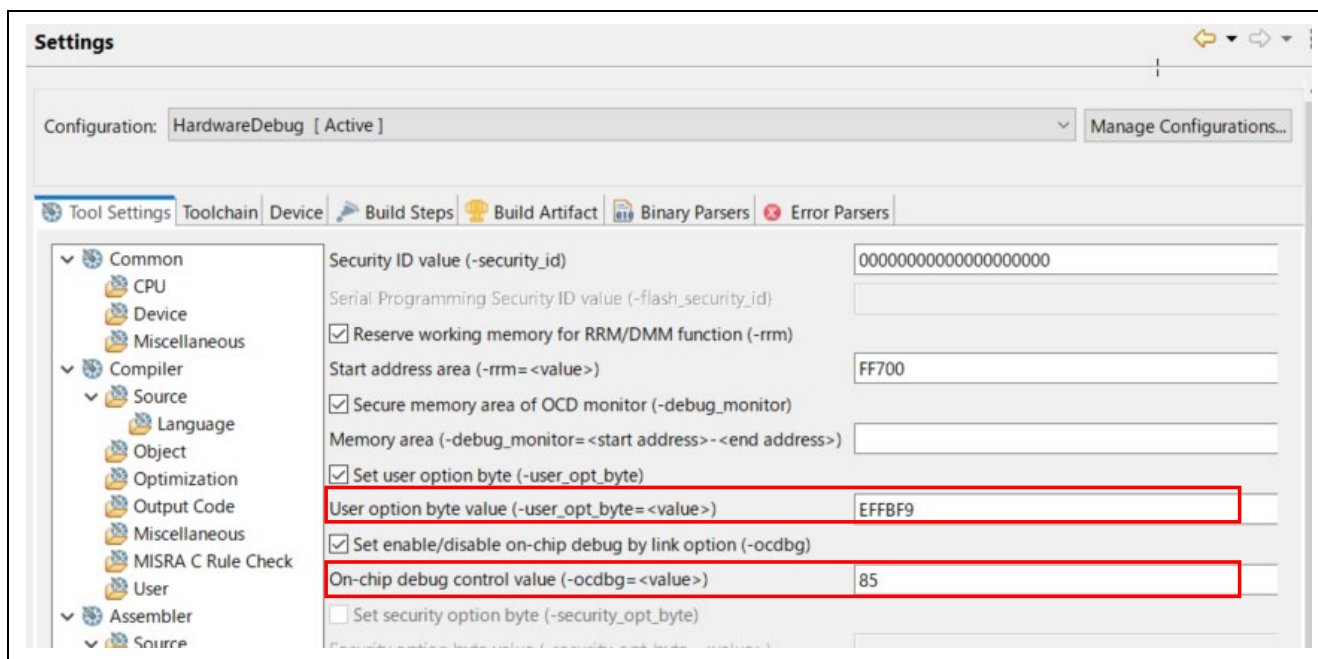 Settings
Configuration: HardwareDebug [ Active ] Manage Configurations...
Tool Settings Toolchain Device Build Steps Build Artifact Binary Parsers Error Parsers
Common
CPU
Device
Miscellaneous
Compiler
Source
Language
Object
Optimization
Output Code
Miscellaneous
MISRA C Rule Check
User
Assembler
Source
Security ID value (-security_id) 00000000000000000000
Serial Programming Security ID value (-flash_security_id)
Reserve working memory for RRM/DMM function (-rrm)
Start address area (-rrm=<value>) FF700
Secure memory area of OCD monitor (-debug_monitor)
Memory area (-debug_monitor=<start address>-<end address>)
Set user option byte (-user_opt_byte)
User option byte value (-user_opt_byte=<value>) EFFBF9
Set enable/disable on-chip debug by link option (-ocdbg)
On-chip debug control value (-ocdbg=<value>) 85
Set security option byte (-security_opt_byte)